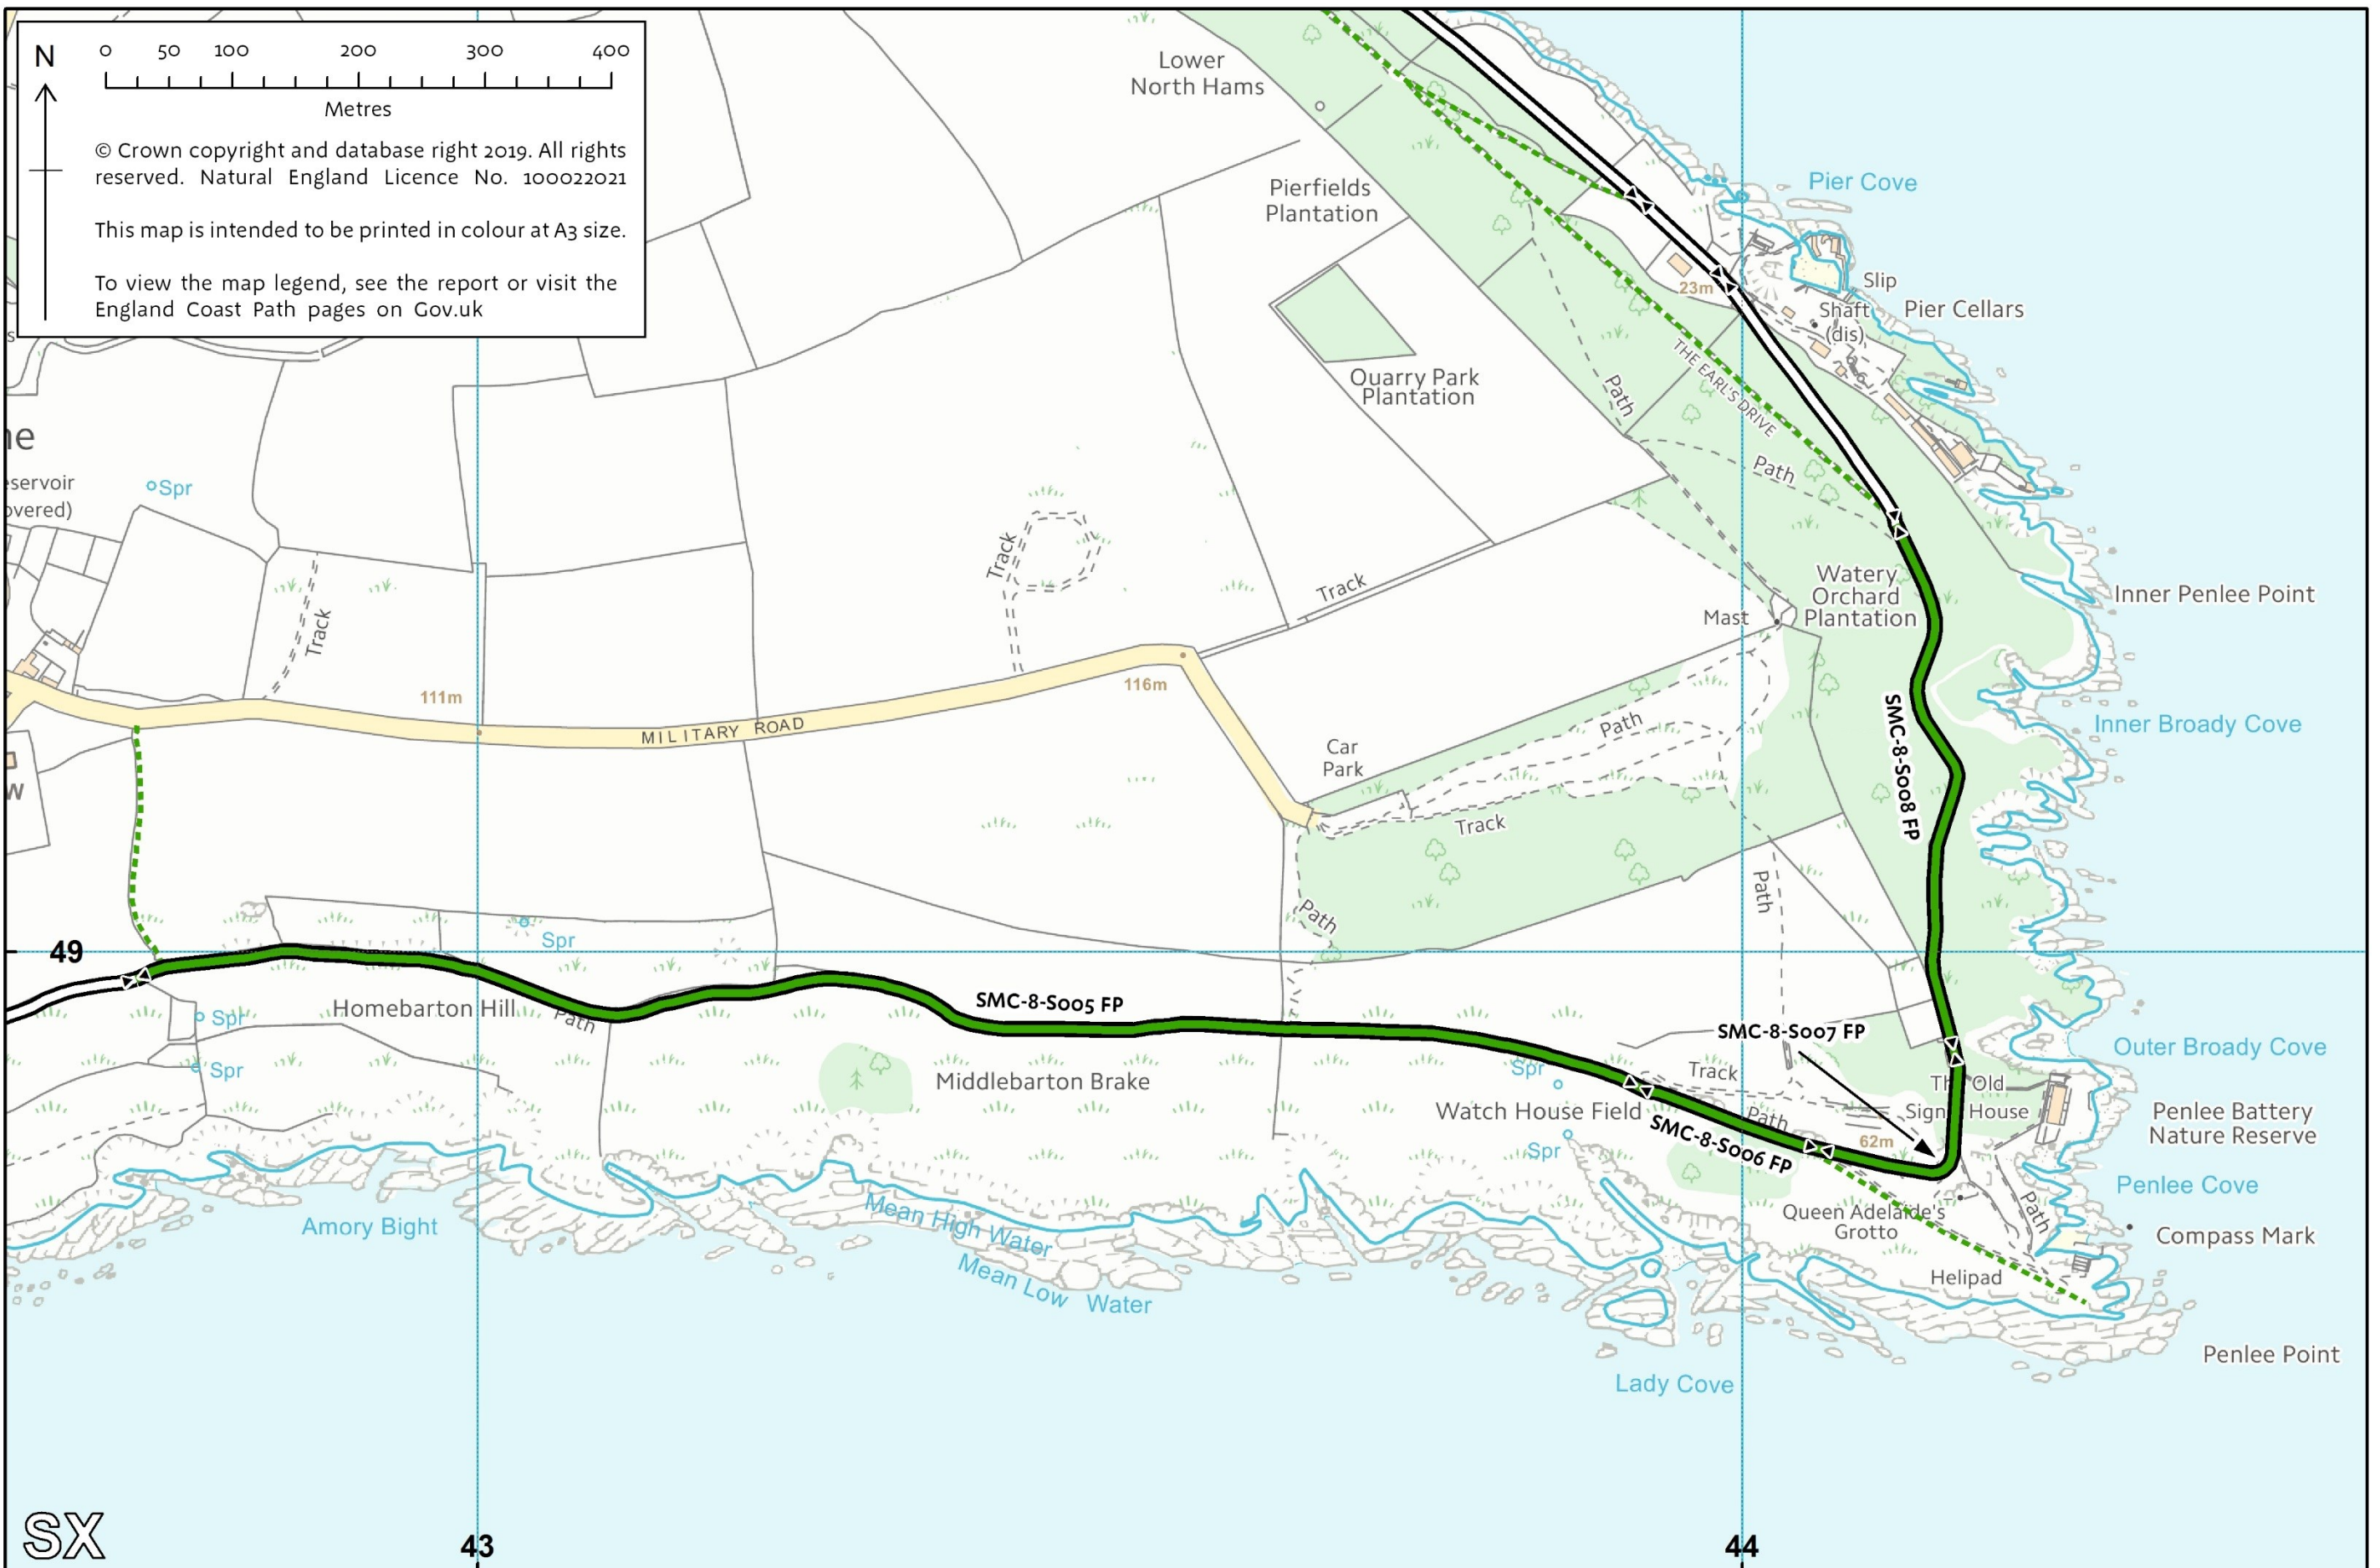 N
0 50 100 200 300 400
Metres
© Crown copyright and database right 2019. All rights
reserved. Natural England Licence No. 100022021
This map is intended to be printed in colour at A3 size.
To view the map legend, see the report or visit the
England Coast Path pages on Gov.uk
Lower
North Hams
Pier Cove
Pierfields
Plantation
Slip
23m
Shaft
(dis)
Pier Cellars
THE EARL'S DRIVE
Quarry Park
Plantation
Path
Path
Spr
Track
Track
Track
Watery
Orchard
Plantation
Mast
Inner Penlee Point
111m
116m
MILITARY ROAD
Path
SMC-8-S008 FP
Inner Broady Cove
Car
Park
Track
Path
Path
49
Spr
SMC-8-S005 FP
Homebarton Hill
Path
Spr
Spr
SMC-8-S007 FP
Outer Broady Cove
Middlebarton Brake
Spr
Track
The Old
Signal House
Watch House Field
Path
SMC-8-S006 FP
62m
Penlee Battery
Nature Reserve
Spr
Penlee Cove
Queen Adelaide's
Grotto
Path
Compass Mark
Amory Bight
Mean High Water
Mean Low Water
Helipad
Penlee Point
Lady Cove
SX
43
44